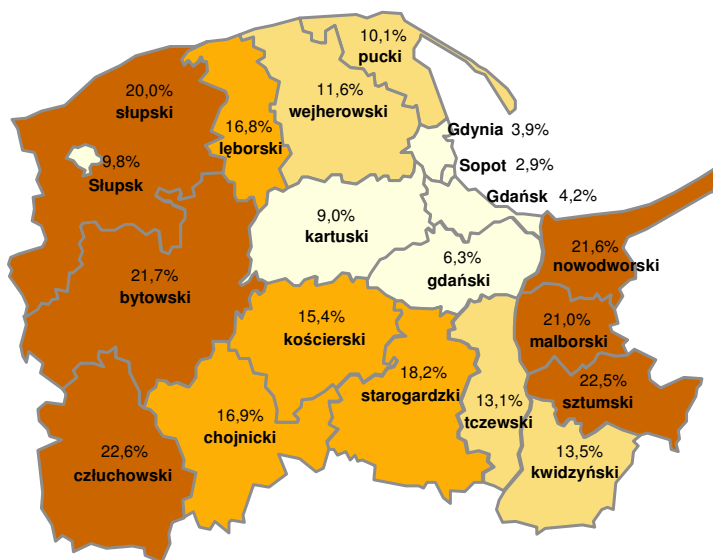 10,1%
pucki
20,0%
słupski
11,6%
wejherowski
16,8%
lęborski
Gdynia 3,9%
9,8%
Słupsk
Sopot 2,9%
Gdańsk 4,2%
9,0%
kartuski
6,3%
gdański
21,6%
nowodworski
21,7%
bytowski
15,4%
kościerski
21,0%
malborski
18,2%
starogardzki
22,5%
sztumski
13,1%
tczewski
16,9%
chojnicki
22,6%
człuchowski
13,5%
kwidzyński